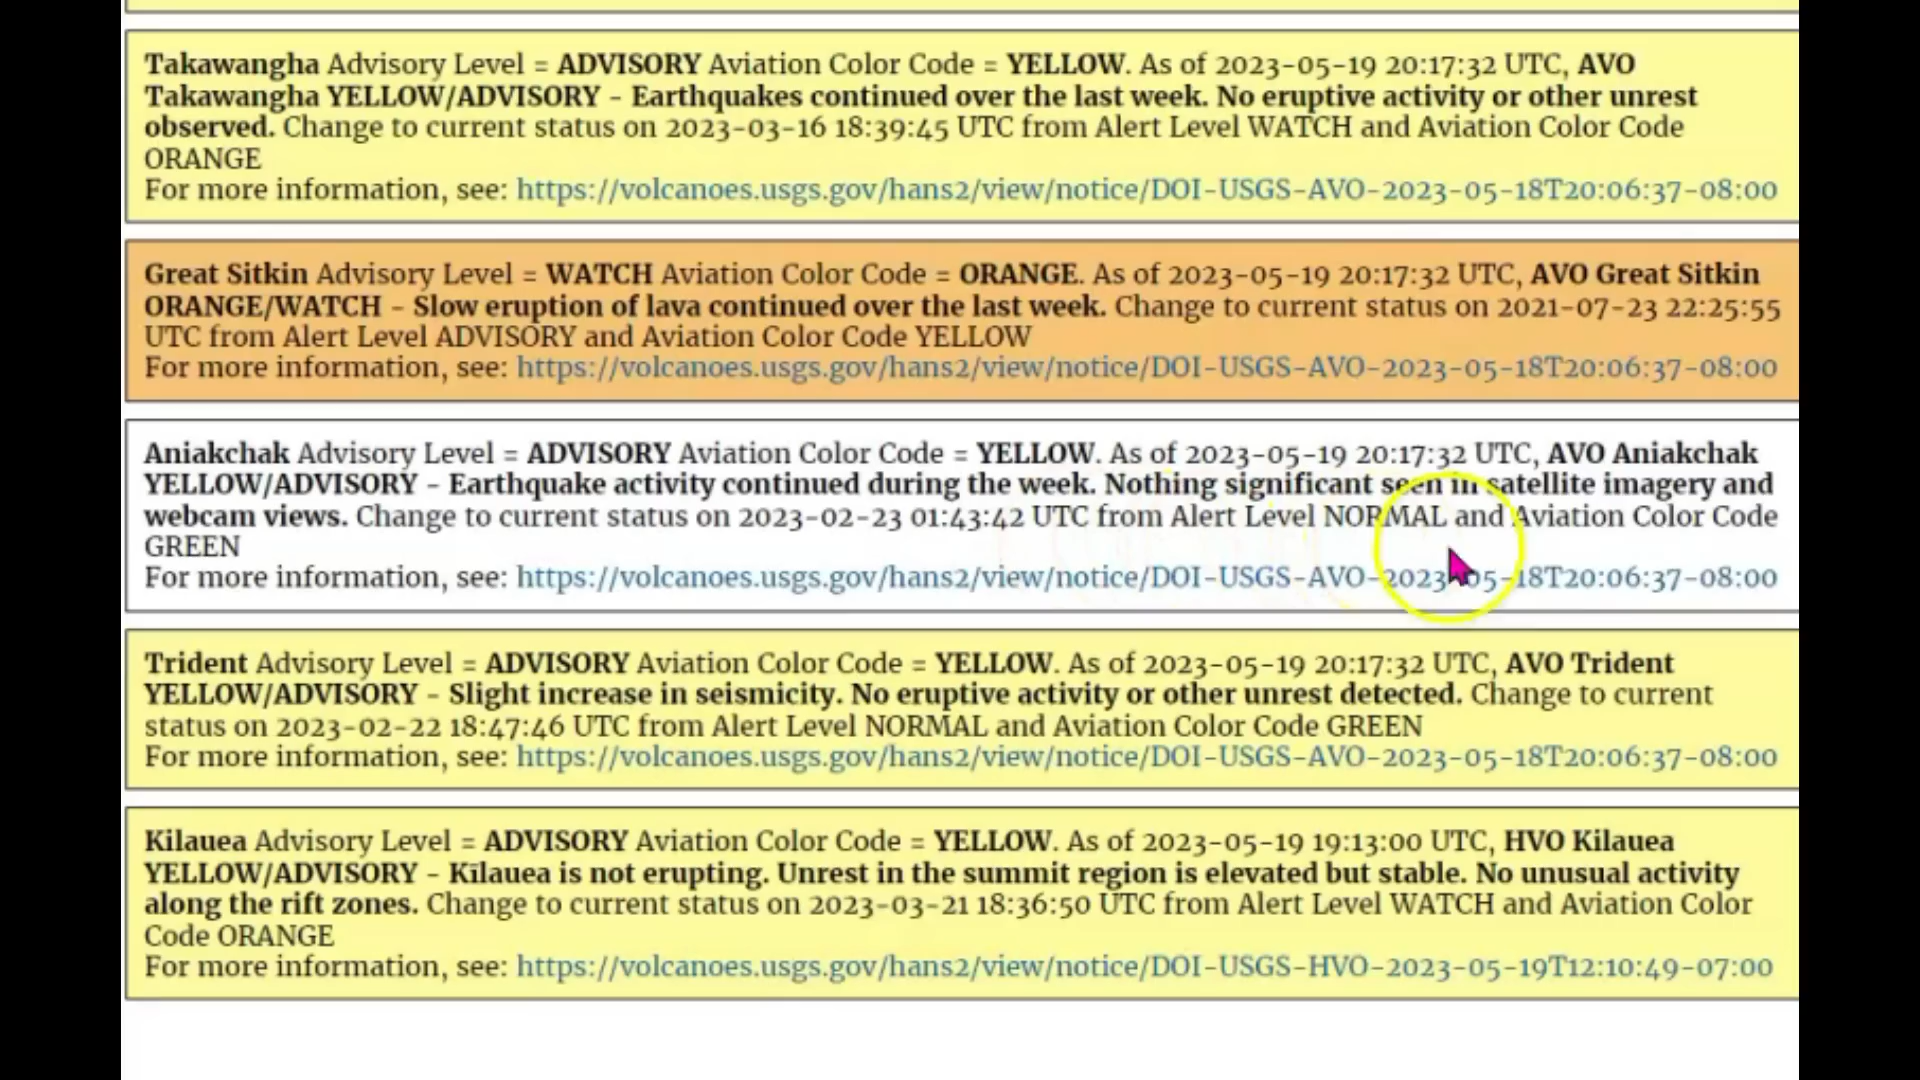 Takawangha Advisory Level = ADVISORY Aviation Color Code = YELLOW. As of 2023-05-19 20:17:32 UTC, AVO
Takawangha YELLOW/ADVISORY - Earthquakes continued over the last week. No eruptive activity or other unrest
observed. Change to current status on 2023-03-16 18:39:45 UTC from Alert Level WATCH and Aviation Color Code
ORANGE
For more information, see: https://volcanoes.usgs.gov/hans2/view/notice/DOI-USGS-AVO-2023-05-18T20:06:37-08:00
Great Sitkin Advisory Level = WATCH Aviation Color Code = ORANGE. As of 2023-05-19 20:17:32 UTC, AVO Great Sitkin
ORANGE/WATCH - Slow eruption of lava continued over the last week. Change to current status on 2021-07-23 22:25:55
UTC from Alert Level ADVISORY and Aviation Color Code YELLOW
For more information, see: https://volcanoes.usgs.gov/hans2/view/notice/DOI-USGS-AVO-2023-05-18T20:06:37-08:00
Aniakchak Advisory Level = ADVISORY Aviation Color Code = YELLOW. As of 2023-05-19 20:17:32 UTC, AVO Aniakchak
YELLOW/ADVISORY - Earthquake activity continued during the week. Nothing significant seen in satellite imagery and
webcam views. Change to current status on 2023-02-23 01:43:42 UTC from Alert Level NORMAL and Aviation Color Code
GREEN
For more information, see: https://volcanoes.usgs.gov/hans2/view/notice/DOI-USGS-AVO-2023-05-18T20:06:37-08:00
Trident Advisory Level = ADVISORY Aviation Color Code = YELLOW. As of 2023-05-19 20:17:32 UTC, AVO Trident
YELLOW/ADVISORY - Slight increase in seismicity. No eruptive activity or other unrest detected. Change to current
status on 2023-02-22 18:47:46 UTC from Alert Level NORMAL and Aviation Color Code GREEN
For more information, see: https://volcanoes.usgs.gov/hans2/view/notice/DOI-USGS-AVO-2023-05-18T20:06:37-08:00
Kilauea Advisory Level = ADVISORY Aviation Color Code = YELLOW. As of 2023-05-19 19:13:00 UTC, HVO Kilauea
YELLOW/ADVISORY - Kīlauea is not erupting. Unrest in the summit region is elevated but stable. No unusual activity
along the rift zones. Change to current status on 2023-03-21 18:36:50 UTC from Alert Level WATCH and Aviation Color
Code ORANGE
For more information, see: https://volcanoes.usgs.gov/hans2/view/notice/DOI-USGS-HVO-2023-05-19T12:10:49-07:00